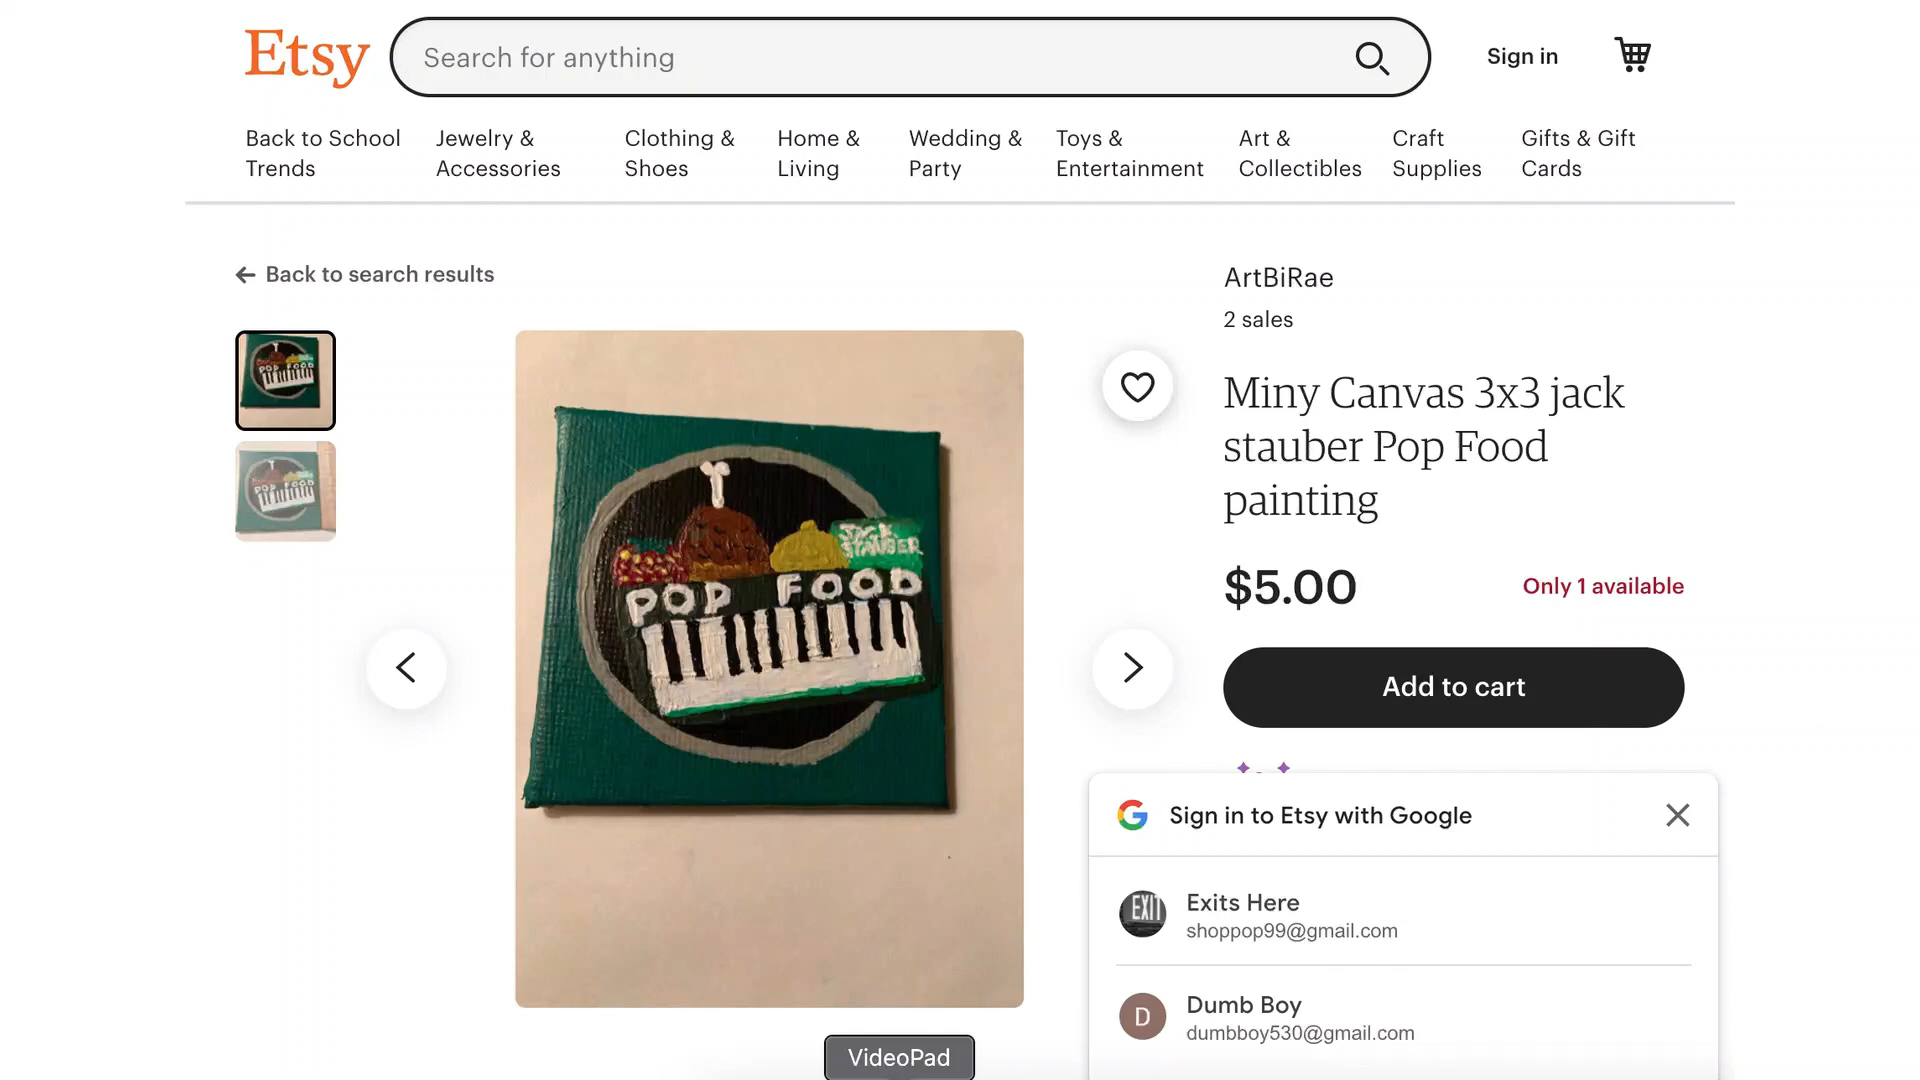 Etsy
Search for anything
Sign in
Back to School Trends
Jewelry & Accessories
Clothing & Shoes
Home & Living
Wedding & Party
Toys & Entertainment
Art & Collectibles
Craft Supplies
Gifts & Gift Cards
Back to search results
ArtBiRae
2 sales
Miny Canvas 3x3 jack
stauber Pop Food
painting
$5.00
Only 1 available
Add to cart
JACK
STAUBER
POP FOOD
Sign in to Etsy with Google
EXIT
Exits Here
shoppop99@gmail.com
D
Dumb Boy
dumbboy530@gmail.com
VideoPad